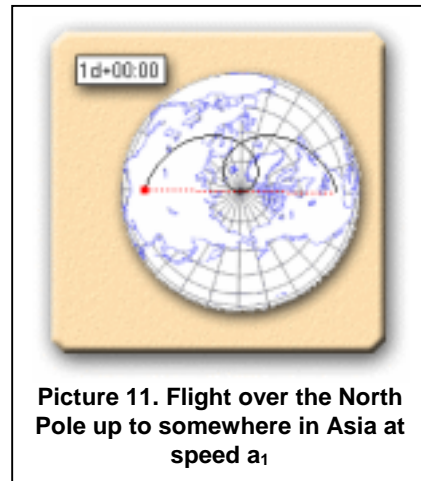 1d+00:00
Picture 11. Flight over the North
Pole up to somewhere in Asia at
speed a₁